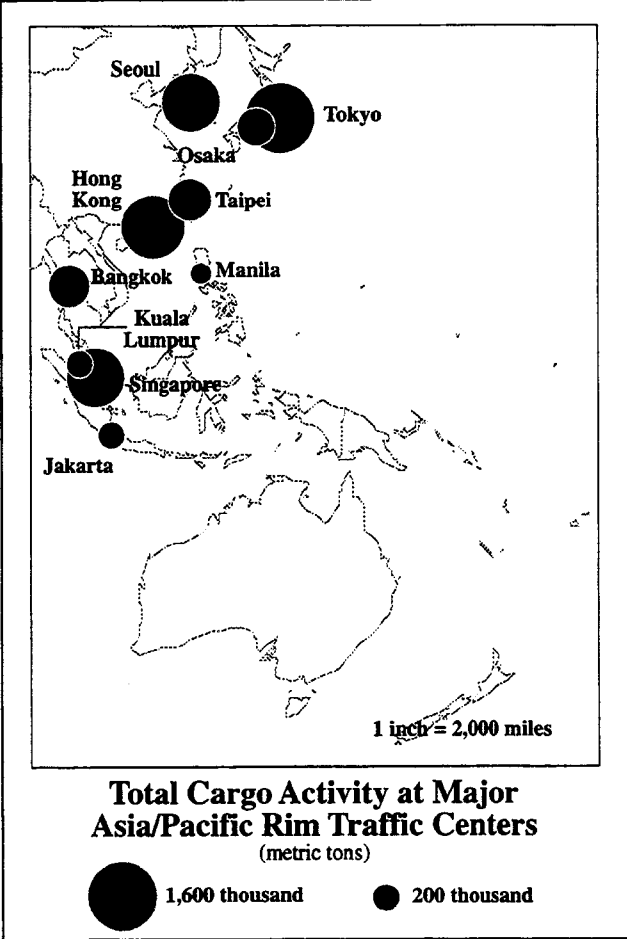 Seoul
Tokyo
Osaka
Hong
Kong
Taipei
Bangkok
Manila
Kuala
Lumpur
Singapore
Jakarta
1 inch = 2,000 miles
Total Cargo Activity at Major
Asia/Pacific Rim Traffic Centers
(metric tons)
1,600 thousand
200 thousand